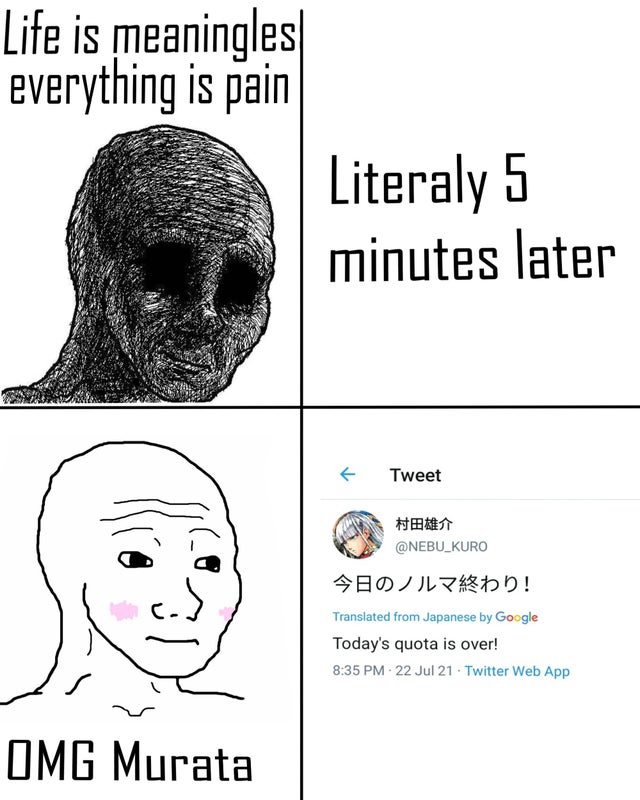 Life is meaningles
everything is pain
Literaly 5
minutes later
OMG Murata
Tweet
村田雄介
@NEBU_KURO
今日のノルマ終わり!
Translated from Japanese by Google
Today's quota is over!
8:35 PM · 22 Jul 21 · Twitter Web App